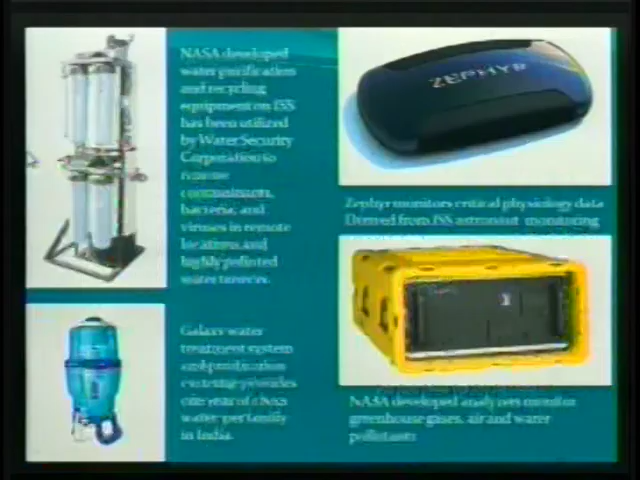 NASA developed
water purification
and recycling
equipment on ISS
has been utilized
by Water Security
Corporation to
remove
contaminants,
bacteria, and
viruses in remote
locations and
highly polluted
water sources.
Galaxy water
treatment system
and purification
cartridge provides
one year of
water per family
in India.
ZEPHYR
Zephyr monitors critical physiology data
Derived from ISS astronaut monitoring
NASA developed analyzers monitor
greenhouse gases, air and water
pollutants